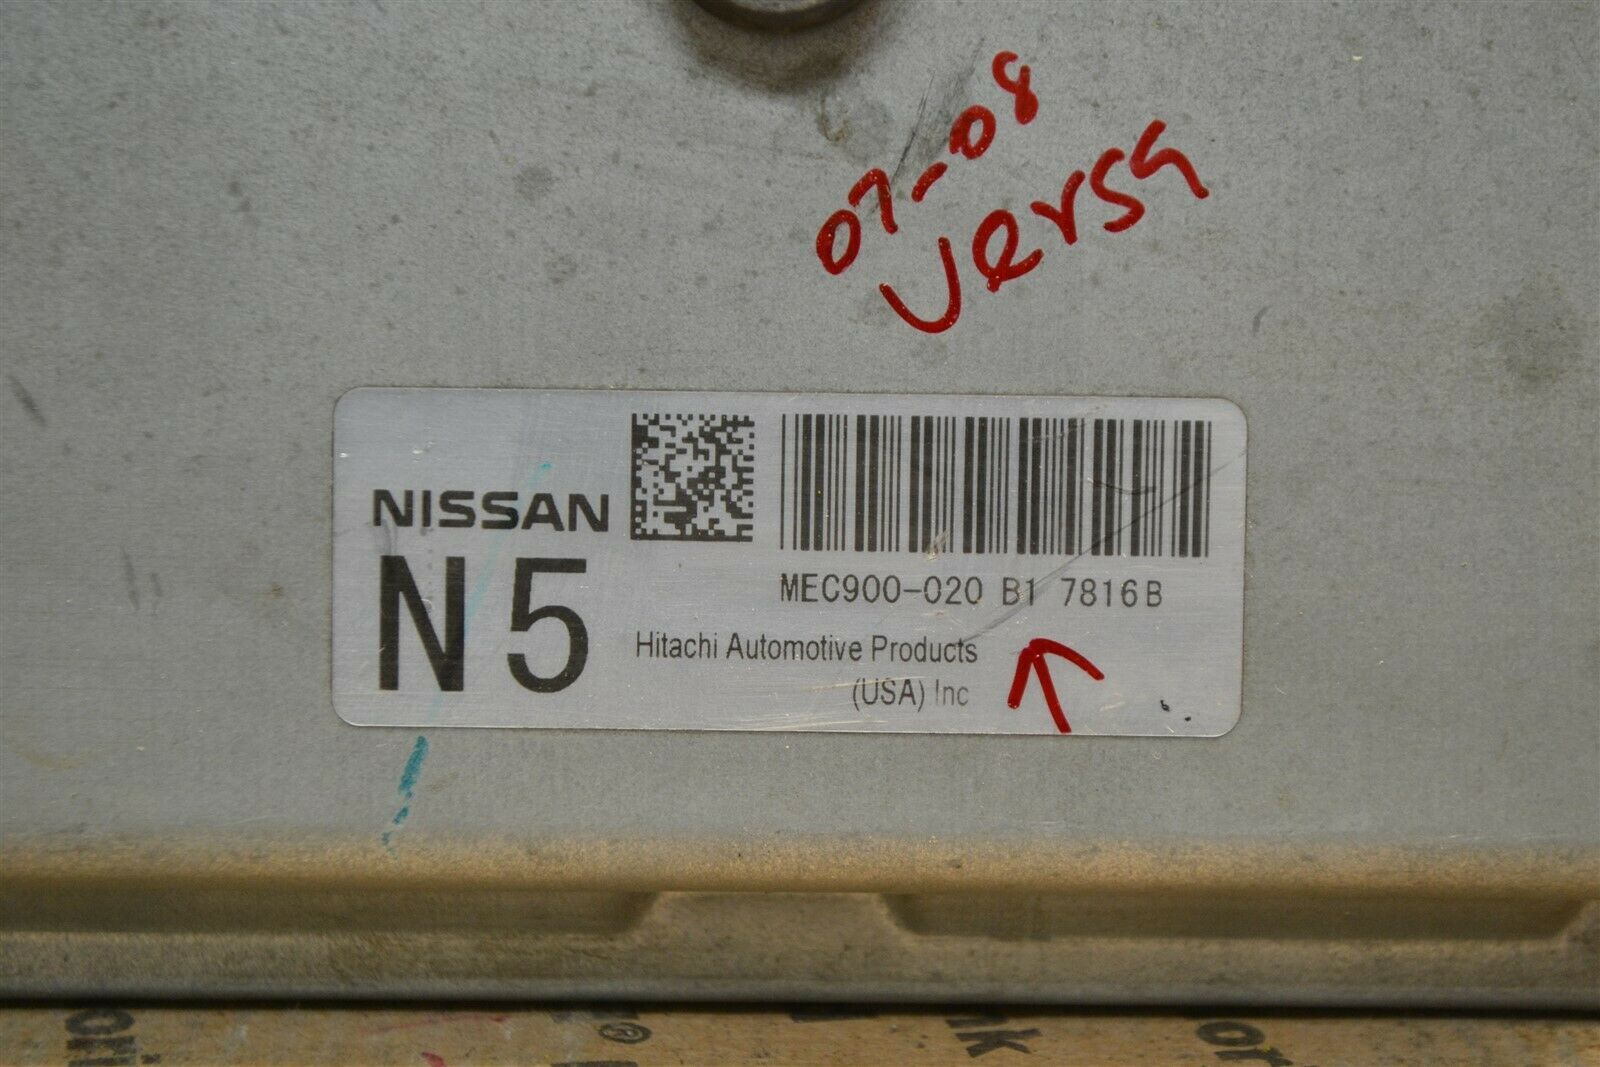 07-08
Versa
NISSAN
N5
MEC900-020 B1 7816B
Hitachi Automotive Products
(USA) Inc